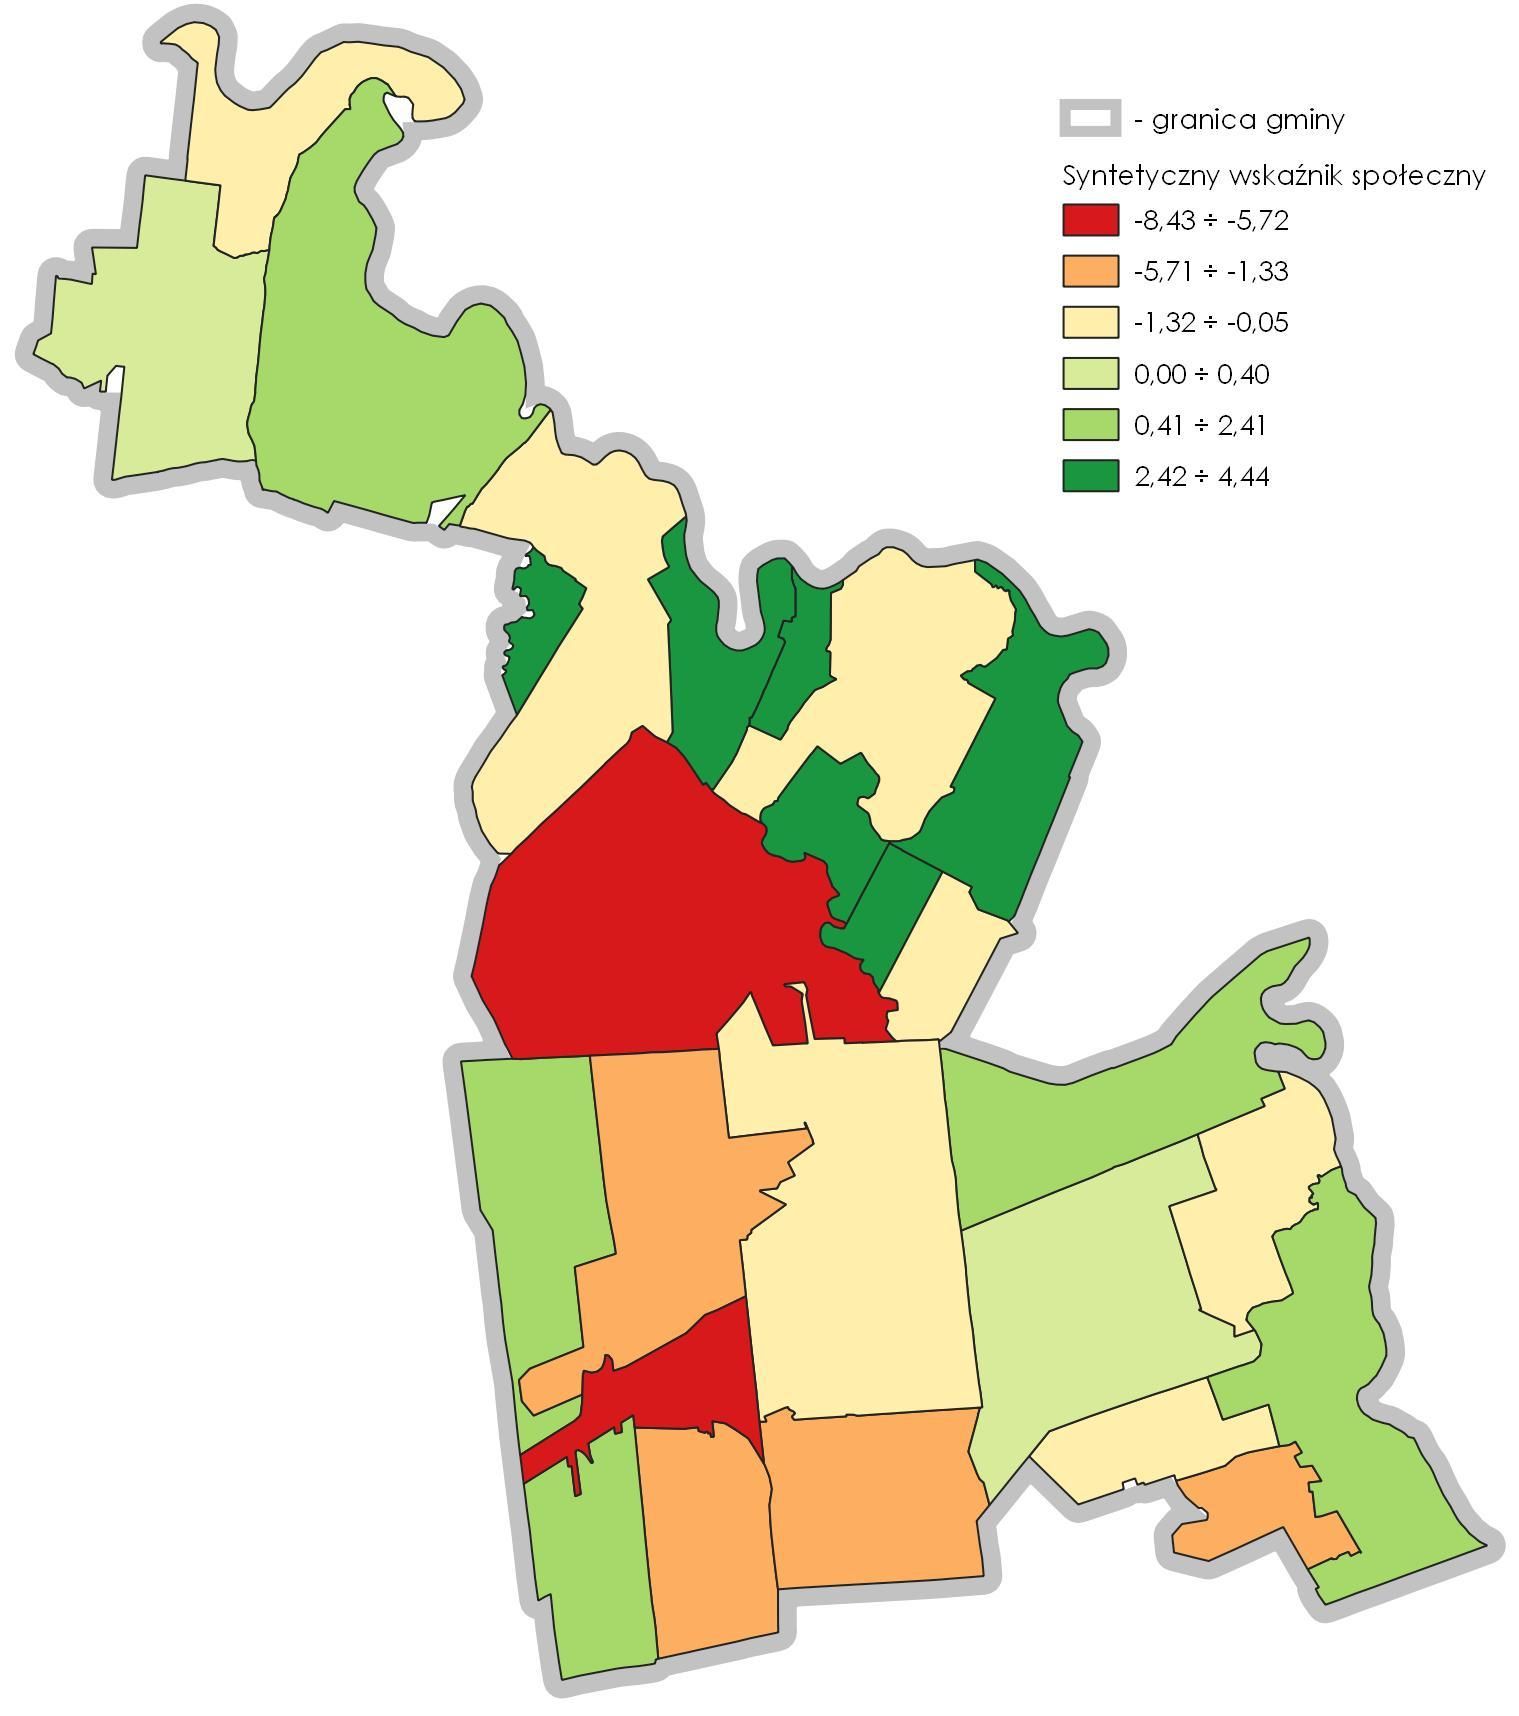 - granica gminy
Syntetyczny wskaźnik społeczny
-8,43 ÷ -5,72
-5,71 ÷ -1,33
-1,32 ÷ -0,05
0,00 ÷ 0,40
0,41 ÷ 2,41
2,42 ÷ 4,44